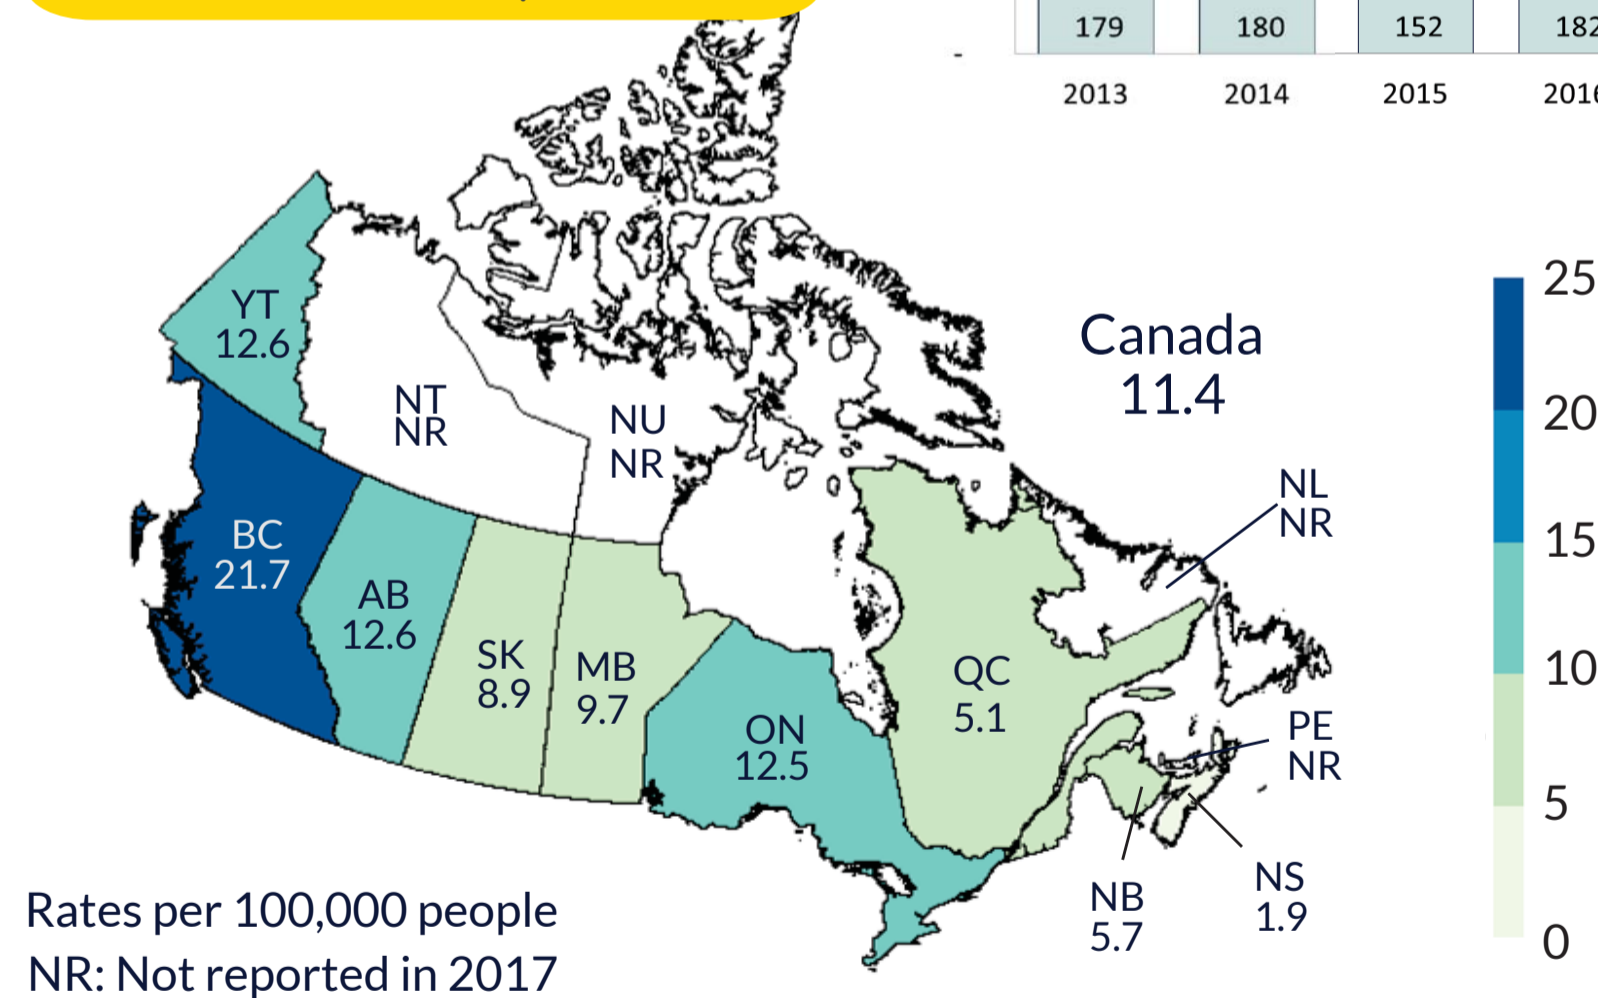 179 180 152
2013 2014 2015
YT
12.6
NT
NR
NU
NR
Canada
11.4
BC
21.7
AB
12.6
SK
8.9
MB
9.7
ON
12.5
QC
5.1
NL
NR
PE
NR
NB
5.7
NS
1.9
25
20
15
10
5
0
Rates per 100,000 people
NR: Not reported in 2017